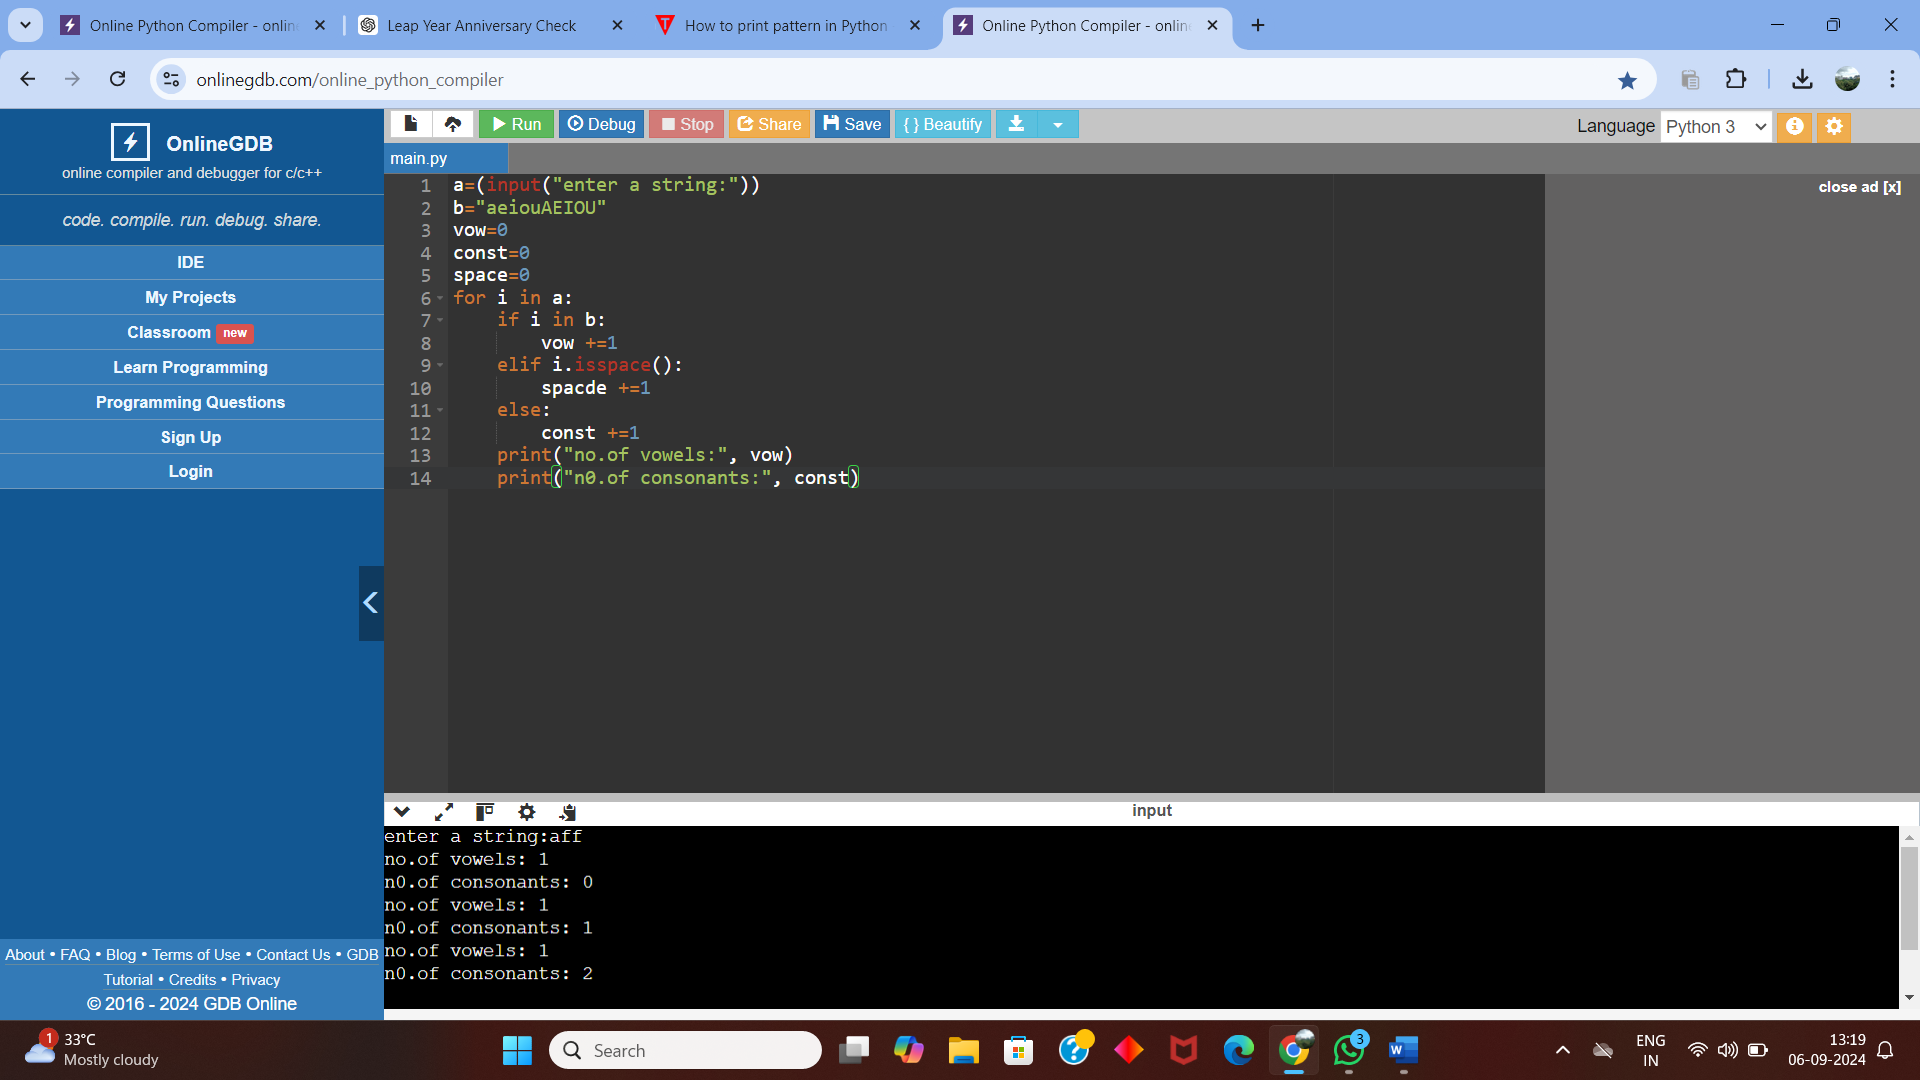 Online Python Compiler - onlin
Leap Year Anniversary Check
How to print pattern in Python
Online Python Compiler - onlin
onlinegdb.com/online_python_compiler
OnlineGDB
online compiler and debugger for c/c++
code. compile. run. debug. share.
IDE
My Projects
Classroom new
Learn Programming
Programming Questions
Sign Up
Login
About • FAQ • Blog • Terms of Use • Contact Us • GDB
Tutorial • Credits • Privacy
© 2016 - 2024 GDB Online
Run Debug Stop Share Save { } Beautify
Language Python 3
main.py
close ad [x]
1 a=(input("enter a string:"))
2 b="aeiouAEIOU"
3 vow=0
4 const=0
5 space=0
6 for i in a:
7 if i in b:
8 vow +=1
9 elif i.isspace():
10 spacde +=1
11 else:
12 const +=1
13 print("no.of vowels:", vow)
14 print("n0.of consonants:", const)
input
enter a string:aff
no.of vowels: 1
n0.of consonants: 0
no.of vowels: 1
n0.of consonants: 1
no.of vowels: 1
n0.of consonants: 2
1
33°C
Mostly cloudy
Search
3
W
ENG
IN
13:19
06-09-2024